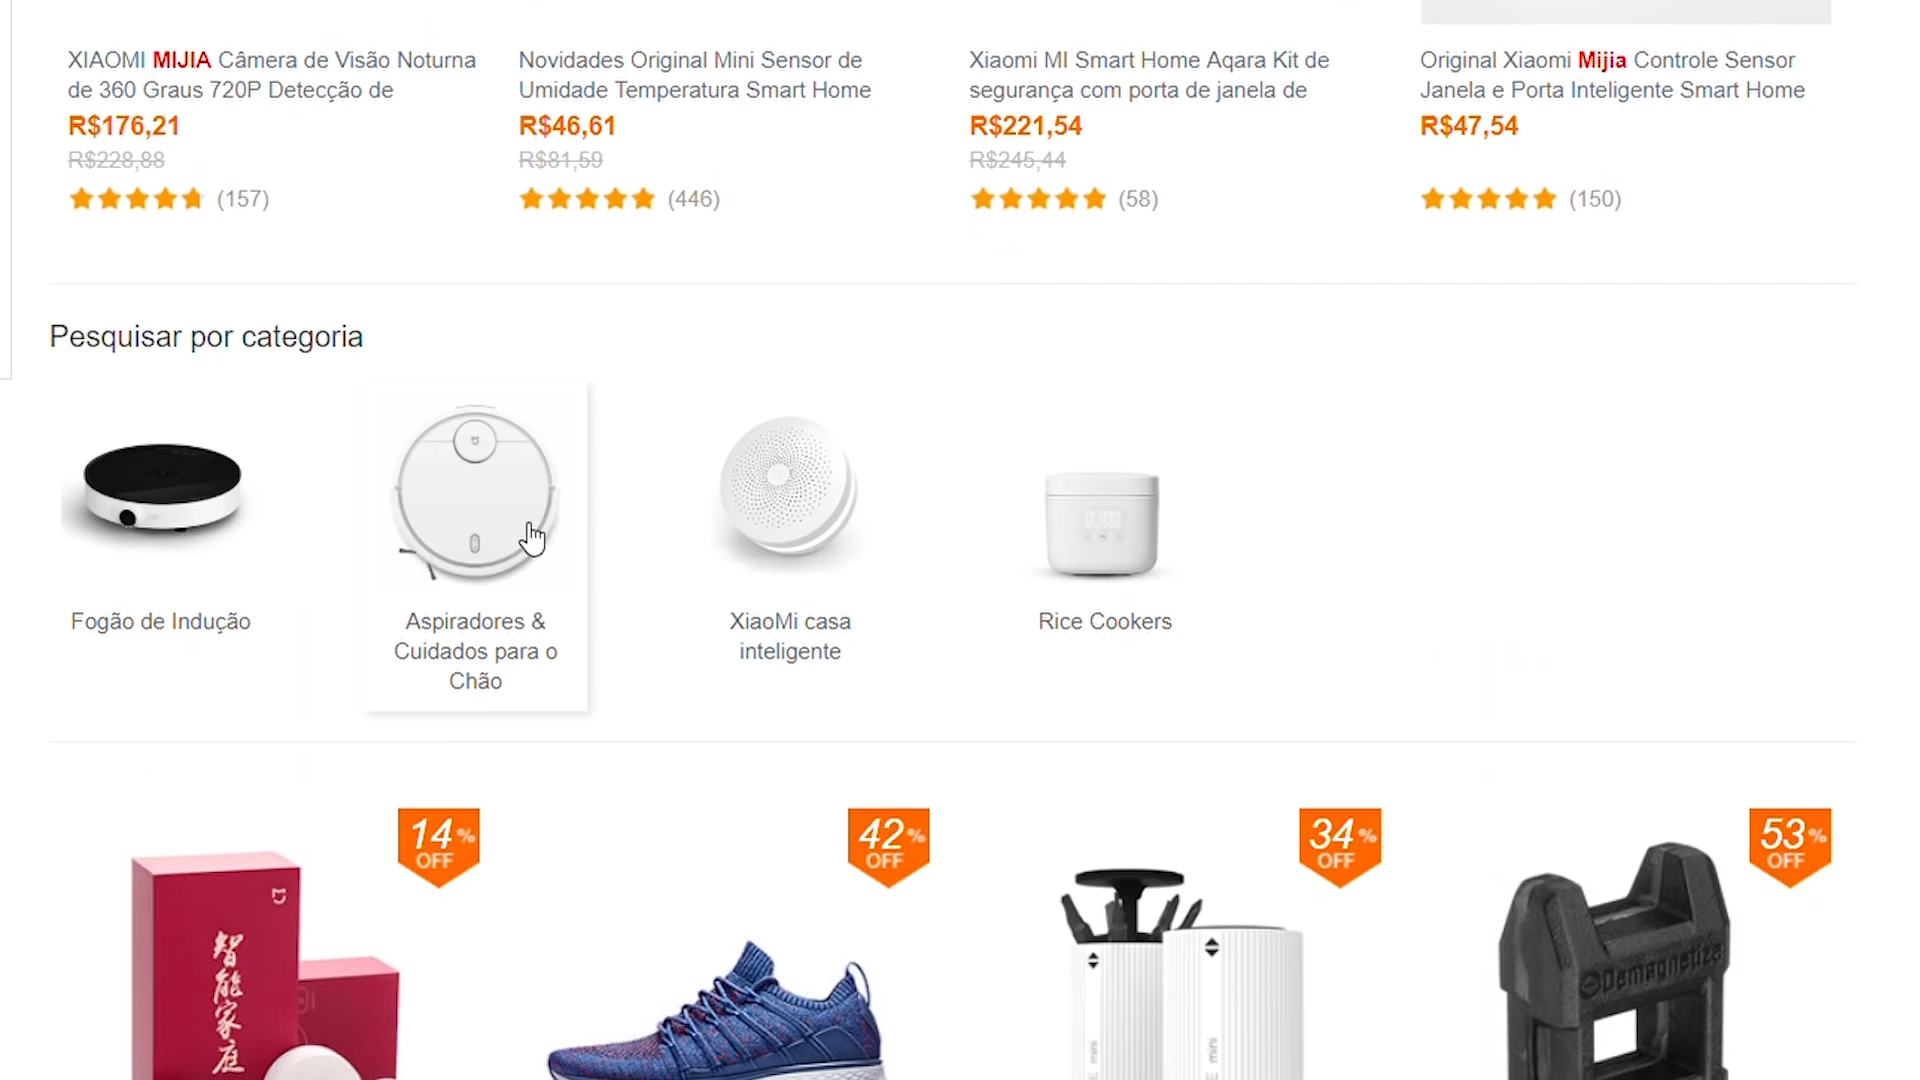 XIAOMI MIJIA Câmera de Visão Noturna
de 360 Graus 720P Detecção de
R$176,21
R$228,88
(157)
Novidades Original Mini Sensor de
Umidade Temperatura Smart Home
R$46,61
R$81,59
(446)
Xiaomi MI Smart Home Aqara Kit de
segurança com porta de janela de
R$221,54
R$245,44
(58)
Original Xiaomi Mijia Controle Sensor
Janela e Porta Inteligente Smart Home
R$47,54
(150)
Pesquisar por categoria
Fogão de Indução
Aspiradores &
Cuidados para o
Chão
XiaoMi casa
inteligente
Rice Cookers
14%
OFF
42%
OFF
34%
OFF
53%
OFF
智能家庭
mini
mini
Demagnetize